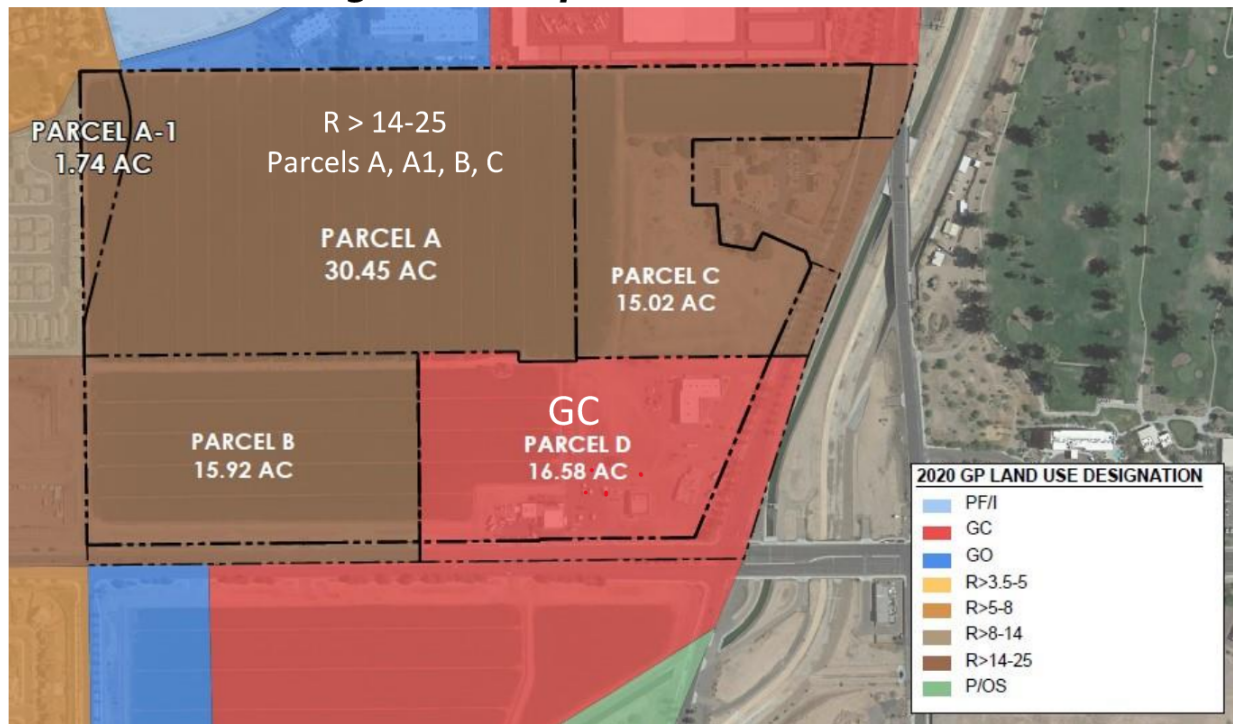 PARCEL A-1
1.74 AC
R > 14-25
Parcels A, A1, B, C
PARCEL A
30.45 AC
PARCEL C
15.02 AC
PARCEL B
15.92 AC
GC
PARCEL D
16.58 AC
2020 GP LAND USE DESIGNATION
PF/I
GC
GO
R>3.5-5
R>5-8
R>8-14
R>14-25
P/OS